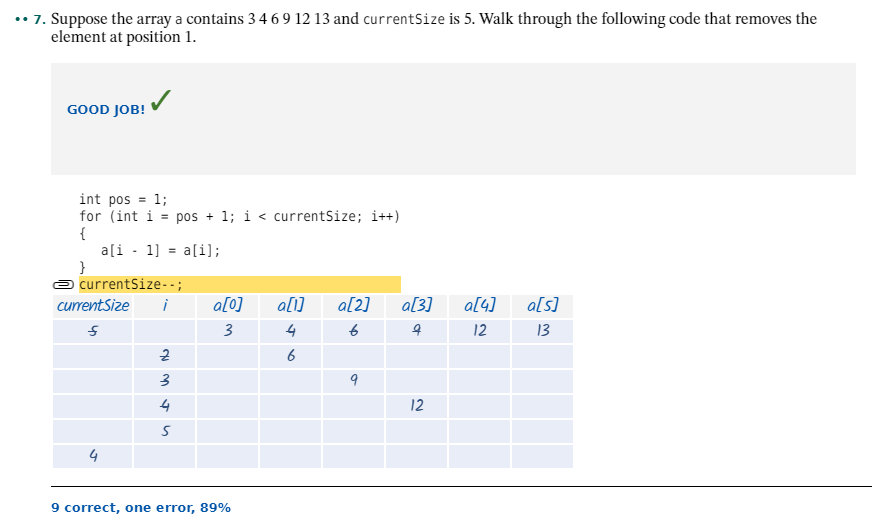 •• 7. Suppose the array a contains 3 4 6 9 12 13 and currentSize is 5. Walk through the following code that removes the
element at position 1.
GOOD JOB! ✓
int pos = 1;
for (int i = pos + 1; i < currentSize; i++)
{
a[i - 1] = a[i];
}
currentSize--;
currentSize i a[0] a[1] a[2] a[3] a[4] a[5]
5 3 4 6 9 12 13
2 6
3 9
4 12
5
4
9 correct, one error, 89%